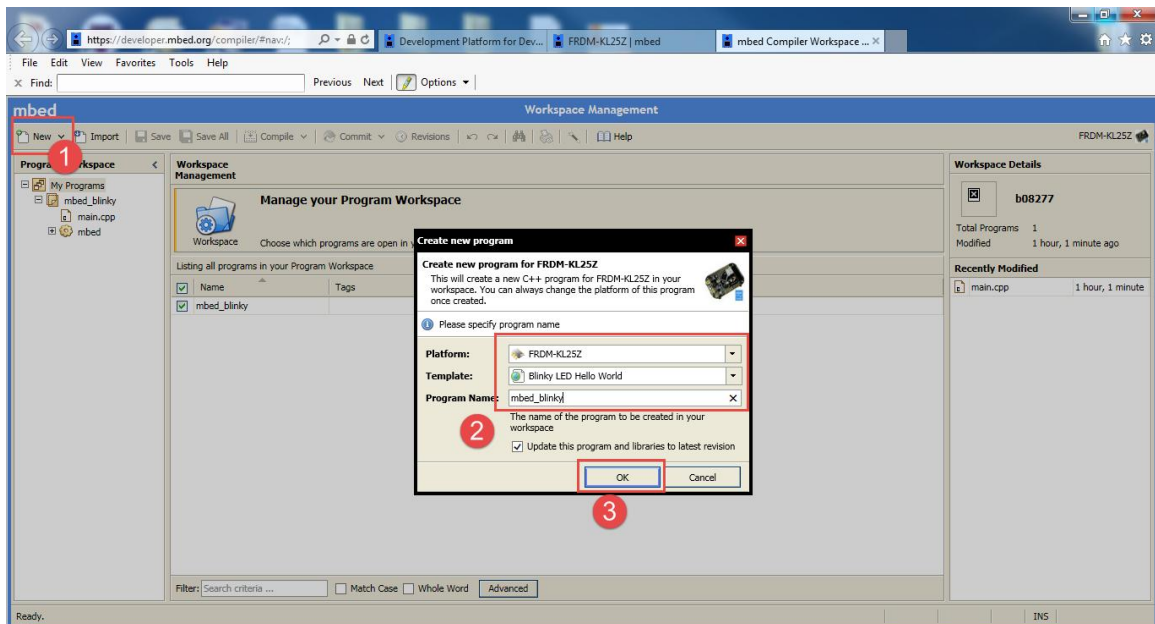 https://developer.mbed.org/compiler/#nav:/;
Development Platform for Dev...
FRDM-KL25Z | mbed
mbed Compiler Workspace ...
File Edit View Favorites Tools Help
x Find: Previous Next Options
mbed
Workspace Management
New Import Save Save All Compile Commit Revisions Help
FRDM-KL25Z
1
Progra kspace <
My Programs
mbed_blinky
main.cpp
mbed
Workspace
Management
Manage your Program Workspace
Workspace
Choose which programs are open in y
Listing all programs in your Program Workspace
Name Tags
mbed_blinky
Create new program
Create new program for FRDM-KL25Z
This will create a new C++ program for FRDM-KL25Z in your
workspace. You can always change the platform of this program
once created.
Please specify program name
Platform: FRDM-KL25Z
Template: Blinky LED Hello World
Program Name: mbed_blinky
The name of the program to be created in your
workspace
2
Update this program and libraries to latest revision
OK Cancel
3
Workspace Details
b08277
Total Programs 1
Modified 1 hour, 1 minute ago
Recently Modified
main.cpp 1 hour, 1 minute
Filter: Search criteria ... Match Case Whole Word Advanced
Ready.
INS